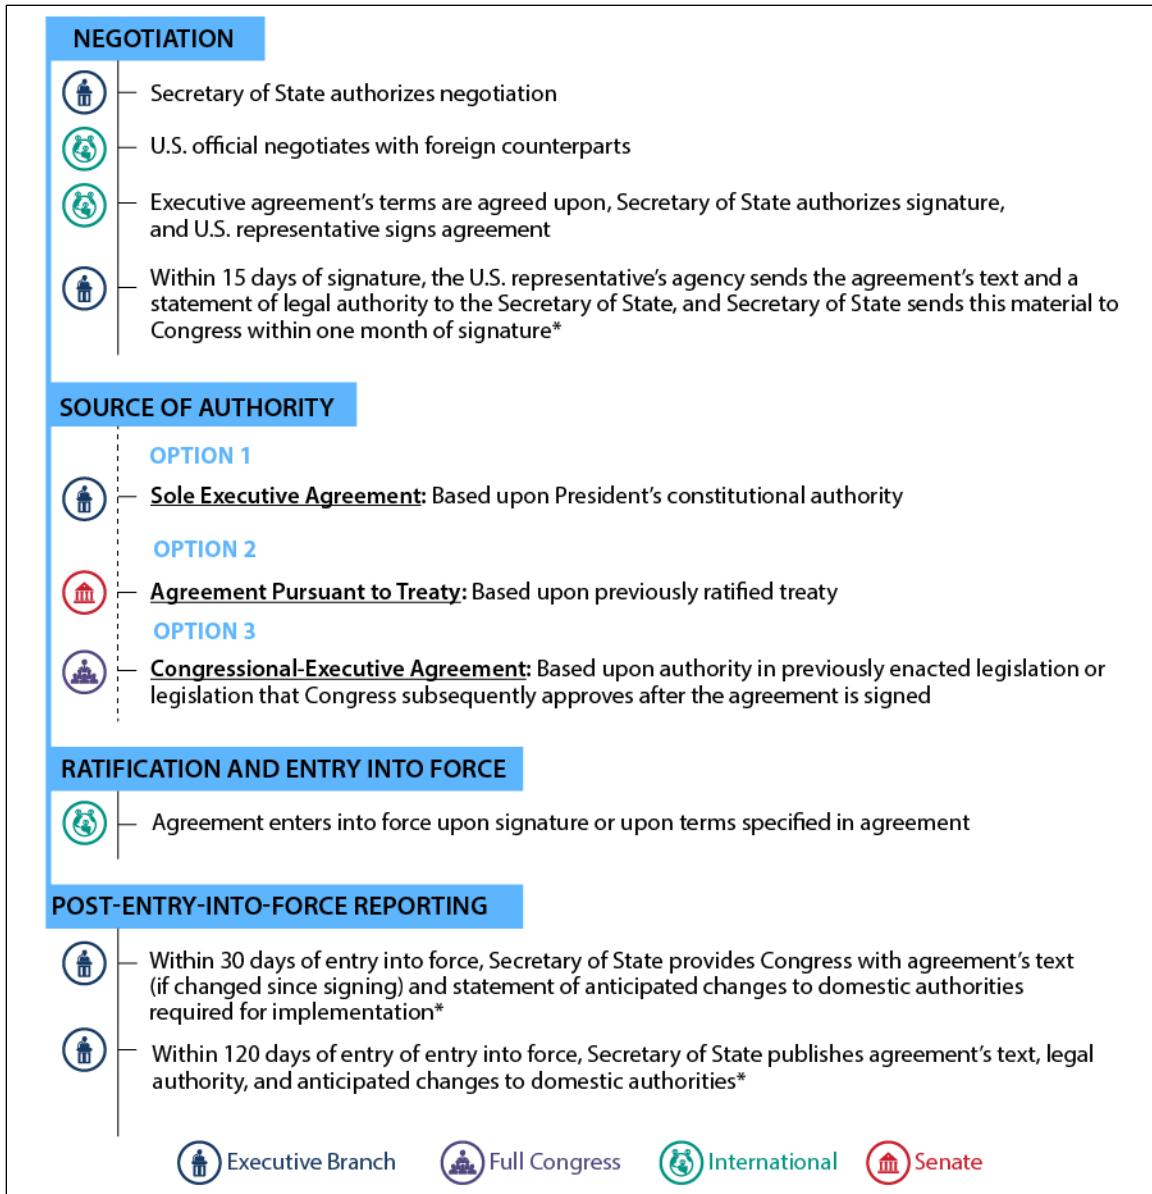 NEGOTIATION
Secretary of State authorizes negotiation
U.S. official negotiates with foreign counterparts
Executive agreement's terms are agreed upon, Secretary of State authorizes signature,
and U.S. representative signs agreement
Within 15 days of signature, the U.S. representative's agency sends the agreement's text and a
statement of legal authority to the Secretary of State, and Secretary of State sends this material to
Congress within one month of signature*
SOURCE OF AUTHORITY
OPTION 1
Sole Executive Agreement: Based upon President's constitutional authority
OPTION 2
Agreement Pursuant to Treaty: Based upon previously ratified treaty
OPTION 3
Congressional-Executive Agreement: Based upon authority in previously enacted legislation or
legislation that Congress subsequently approves after the agreement is signed
RATIFICATION AND ENTRY INTO FORCE
Agreement enters into force upon signature or upon terms specified in agreement
POST-ENTRY-INTO-FORCE REPORTING
Within 30 days of entry into force, Secretary of State provides Congress with agreement's text
(if changed since signing) and statement of anticipated changes to domestic authorities
required for implementation*
Within 120 days of entry of entry into force, Secretary of State publishes agreement's text, legal
authority, and anticipated changes to domestic authorities*
Executive Branch Full Congress International Senate